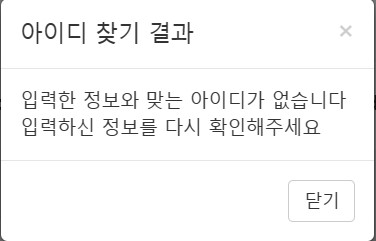 아이디 찾기 결과
×
입력한 정보와 맞는 아이디가 없습니다
입력하신 정보를 다시 확인해주세요
닫기